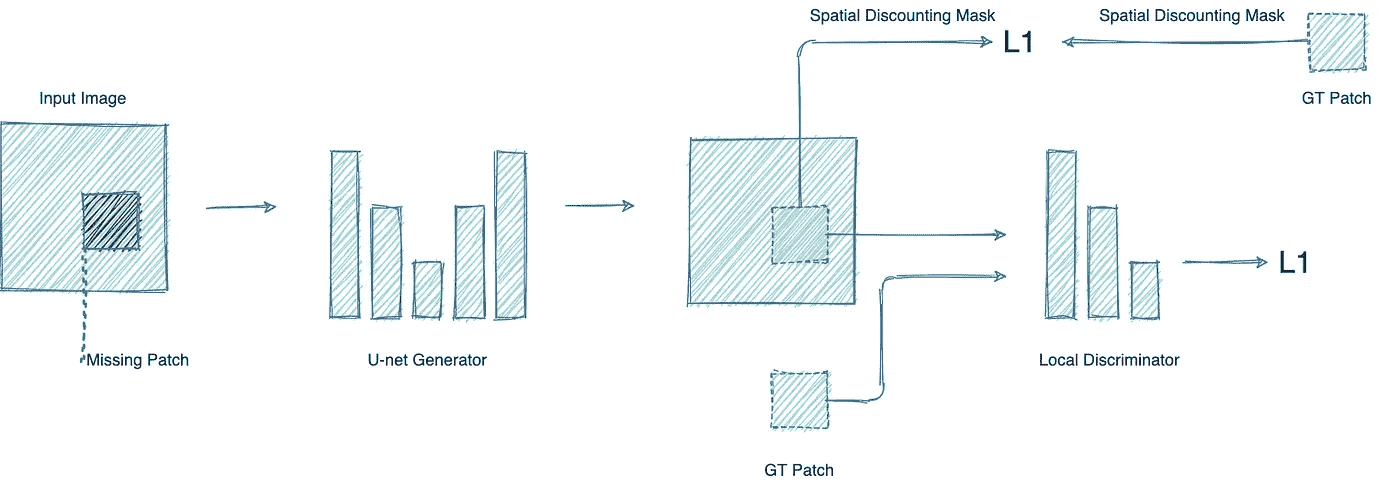 Spatial Discounting Mask
L1
Spatial Discounting Mask
GT Patch
Input Image
Missing Patch
U-net Generator
Local Discriminator
L1
GT Patch